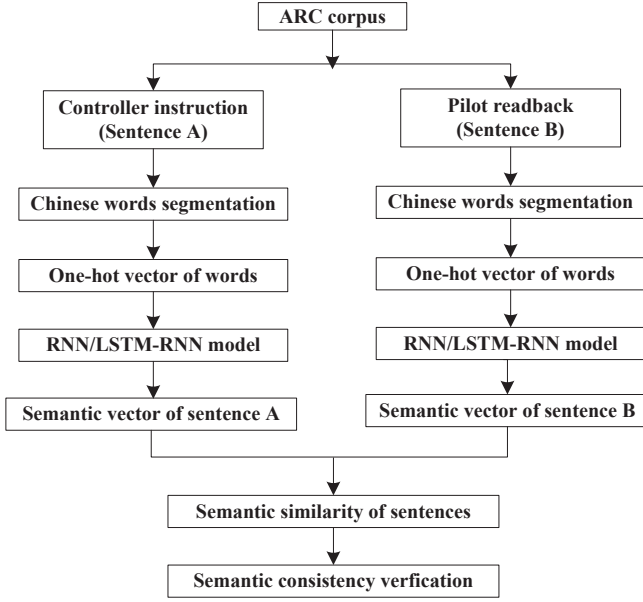 ARC corpus
Controller instruction
(Sentence A)
Chinese words segmentation
One-hot vector of words
RNN/LSTM-RNN model
Semantic vector of sentence A
Pilot readback
(Sentence B)
Chinese words segmentation
One-hot vector of words
RNN/LSTM-RNN model
Semantic vector of sentence B
Semantic similarity of sentences
Semantic consistency verfication